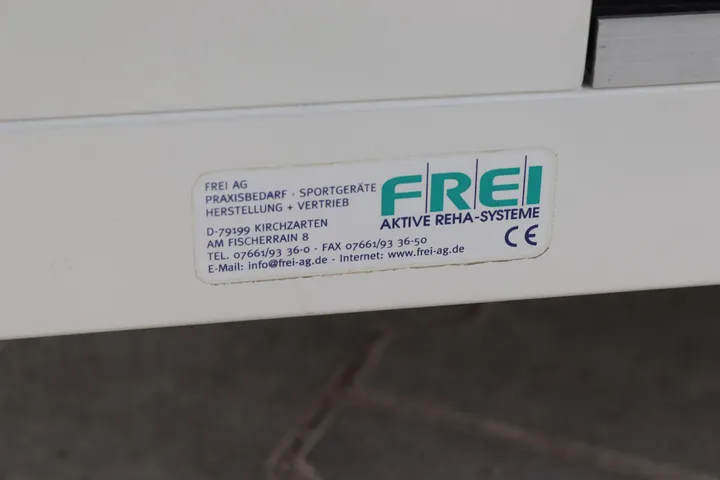 FREI AG
PRAXISBEDARF · SPORTGERÄTE
HERSTELLUNG + VERTRIEB
D-79199 KIRCHZARTEN
AM FISCHERRAIN 8
TEL. 07661/93 36-0 · FAX 07661/93 36-50
E-Mail: info@frei-ag.de · Internet: www.frei-ag.de
FREI
AKTIVE REHA-SYSTEME
CE